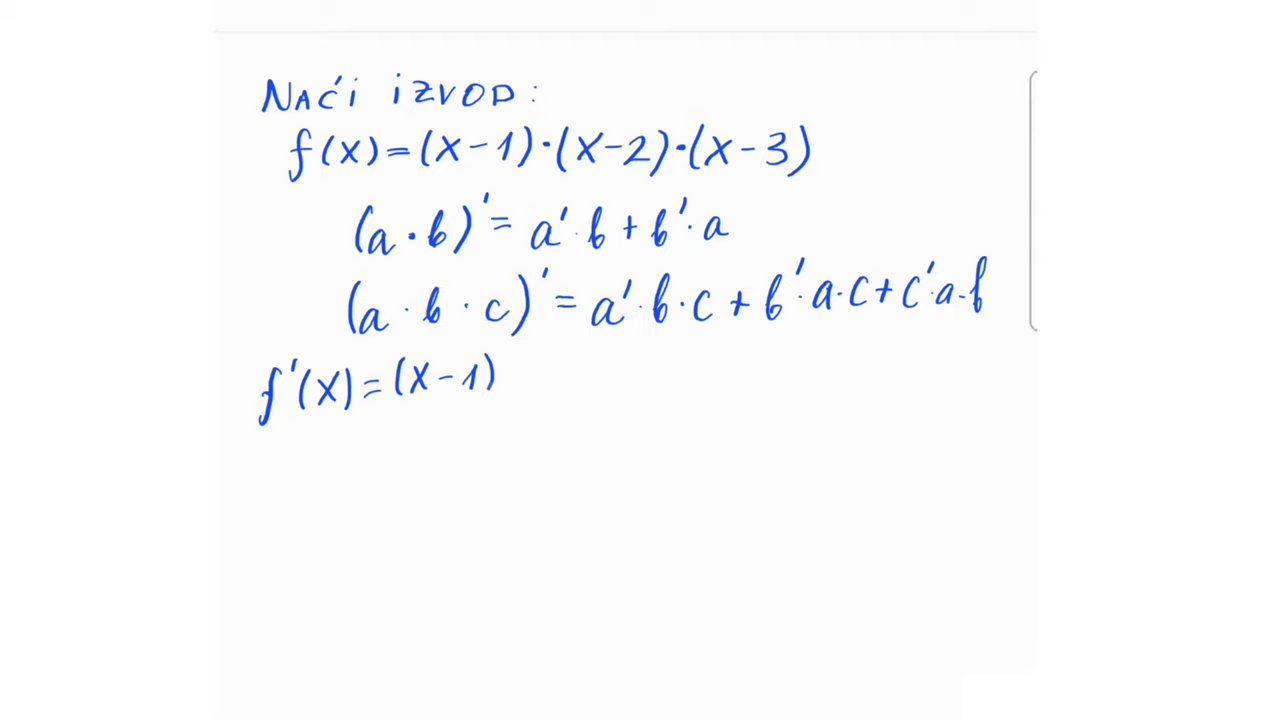 NAĆI IZVOD:
f(x)=(x-1)·(x-2)·(x-3)
(a·b)'=a'·b+b'·a
(a·b·c)'=a'·b·c+b'·a·c+c'·a·b
f'(x)=(x-1)